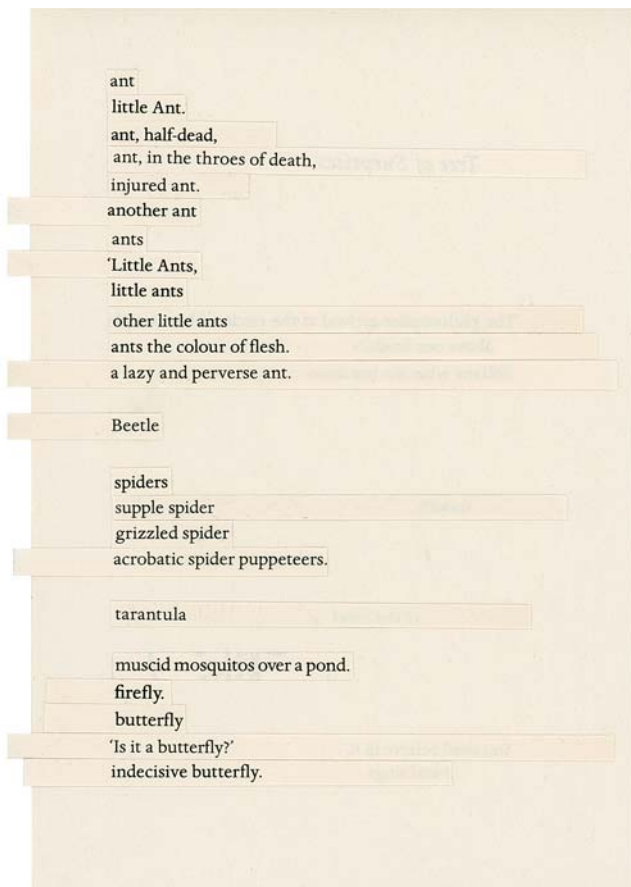 ant
little Ant.
ant, half-dead,
ant, in the throes of death,
injured ant.
another ant
ants
‘Little Ants,
little ants
other little ants
ants the colour of flesh.
a lazy and perverse ant.
Beetle
spiders
supple spider
grizzled spider
acrobatic spider puppeteers.
tarantula
muscid mosquitos over a pond.
firefly.
butterfly
‘Is it a butterfly?’
indecisive butterfly.